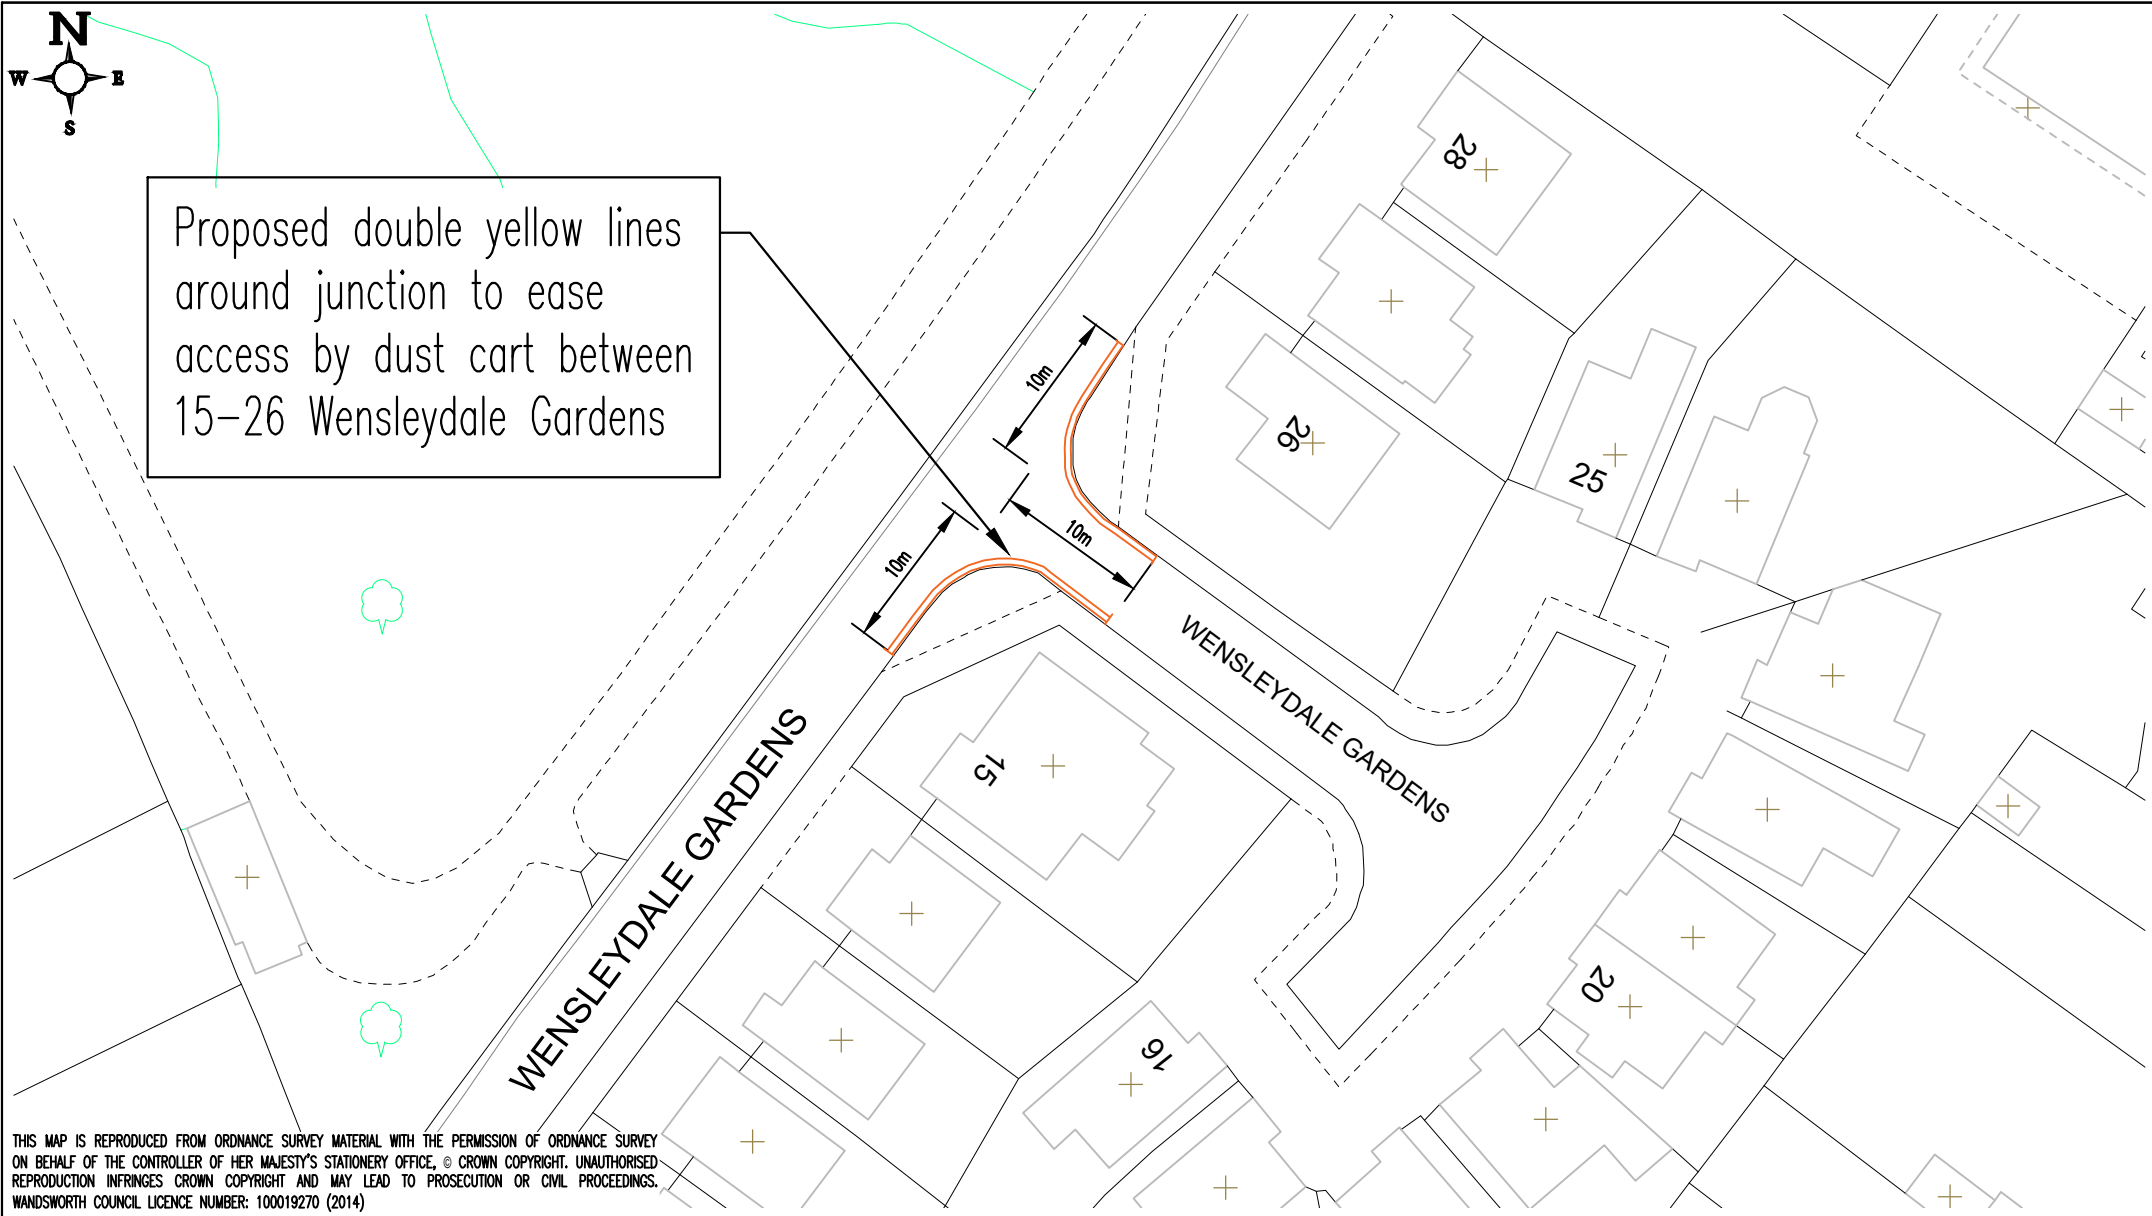 N
W E
S
Proposed double yellow lines
around junction to ease
access by dust cart between
15-26 Wensleydale Gardens
28
10m
26
25
10m
10m
WENSLEYDALE GARDENS
15
WENSLEYDALE GARDENS
20
16
THIS MAP IS REPRODUCED FROM ORDNANCE SURVEY MATERIAL WITH THE PERMISSION OF ORDNANCE SURVEY
ON BEHALF OF THE CONTROLLER OF HER MAJESTY'S STATIONERY OFFICE, © CROWN COPYRIGHT. UNAUTHORISED
REPRODUCTION INFRINGES CROWN COPYRIGHT AND MAY LEAD TO PROSECUTION OR CIVIL PROCEEDINGS.
WANDSWORTH COUNCIL LICENCE NUMBER: 100019270 (2014)